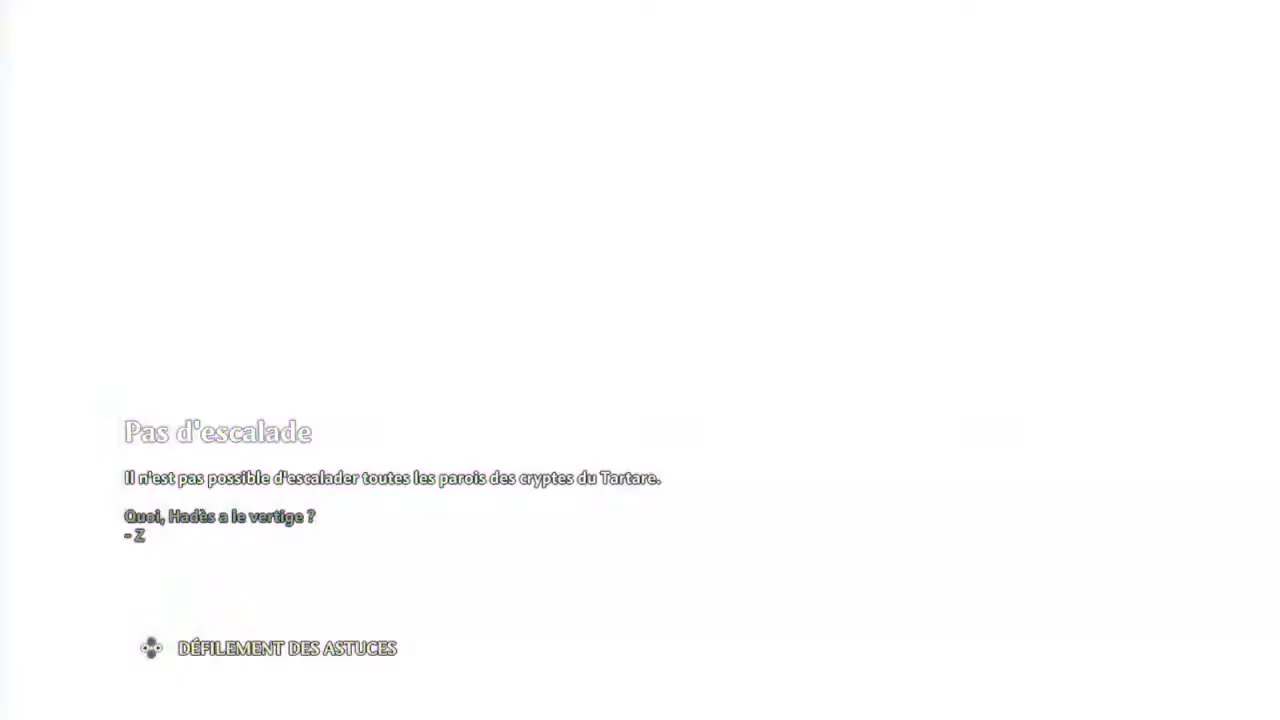 Pas d'escalade
Il n'est pas possible d'escalader toutes les parois des cryptes du Tartare.
Quoi, Hadès a le vertige ?
- Z
DÉFILEMENT DES ASTUCES